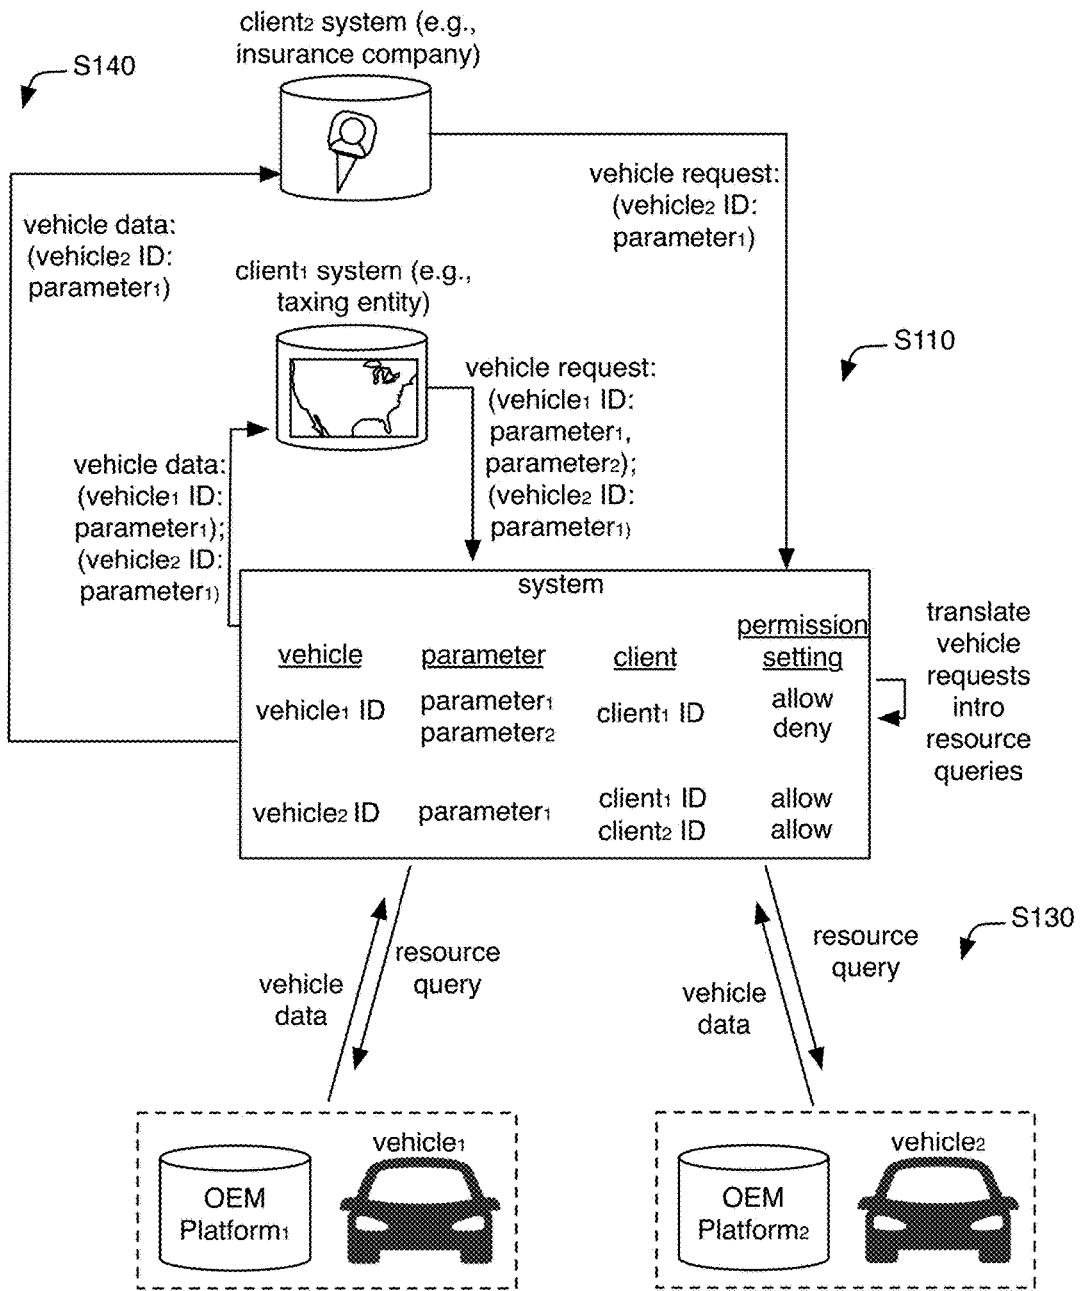 client2 system (e.g.,
insurance company)
S140
vehicle request:
(vehicle2 ID:
parameter1)
vehicle data:
(vehicle2 ID:
parameter1)
client1 system (e.g.,
taxing entity)
S110
vehicle request:
(vehicle1 ID:
parameter1,
parameter2);
(vehicle2 ID:
parameter1)
vehicle data:
(vehicle1 ID:
parameter1);
(vehicle2 ID:
parameter1)
system
vehicle parameter client permission
setting
vehicle1 ID parameter1 client1 ID allow
parameter2 deny
vehicle2 ID parameter1 client1 ID allow
client2 ID allow
translate
vehicle
requests
intro
resource
queries
S130
vehicle
data
resource
query
vehicle
data
resource
query
vehicle1
OEM
Platform1
vehicle2
OEM
Platform2